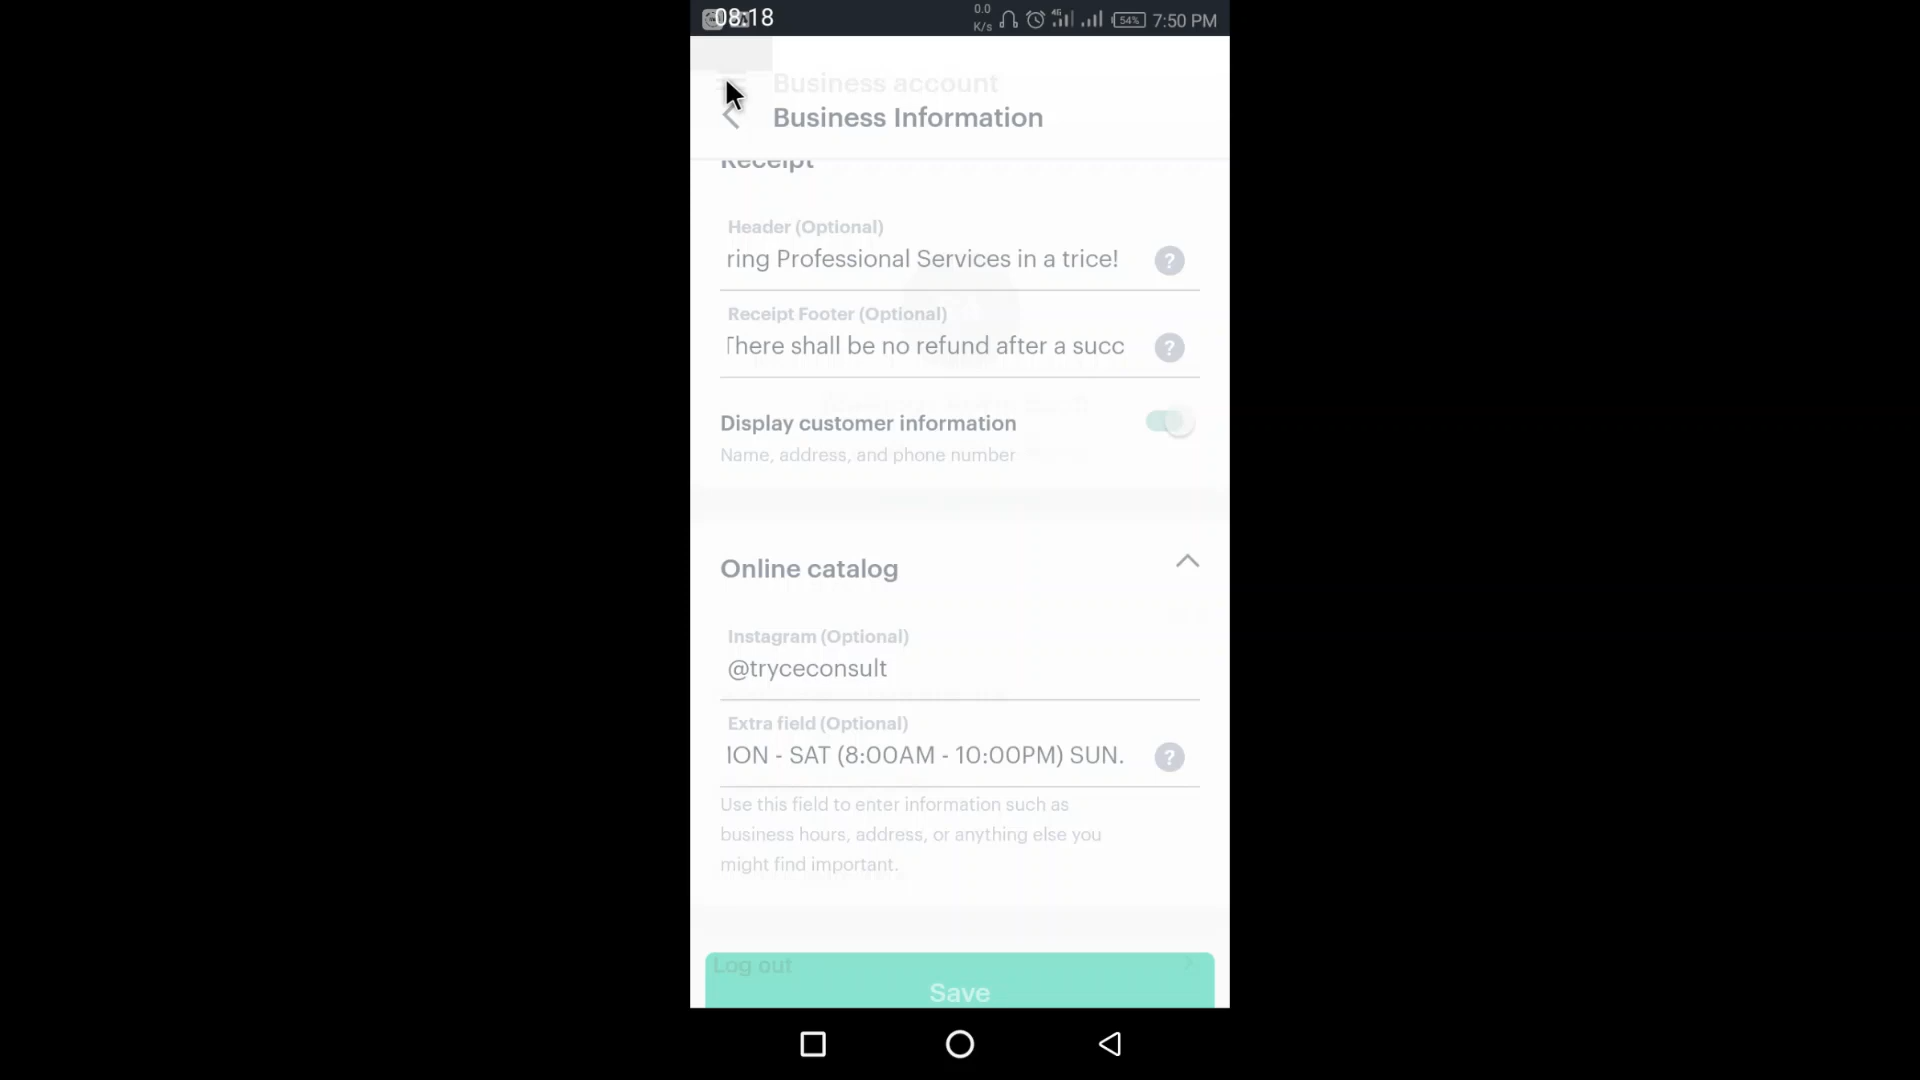 08:18
0.0
K/s
4G
54%
7:50 PM
Business account
Business Information
Receipt
Header (Optional)
ring Professional Services in a trice!
Receipt Footer (Optional)
There shall be no refund after a succ
Display customer information
Name, address, and phone number
Online catalog
Instagram (Optional)
@tryceconsult
Extra field (Optional)
ION - SAT (8:00AM - 10:00PM) SUN.
Use this field to enter information such as
business hours, address, or anything else you
might find important.
Log out
Save